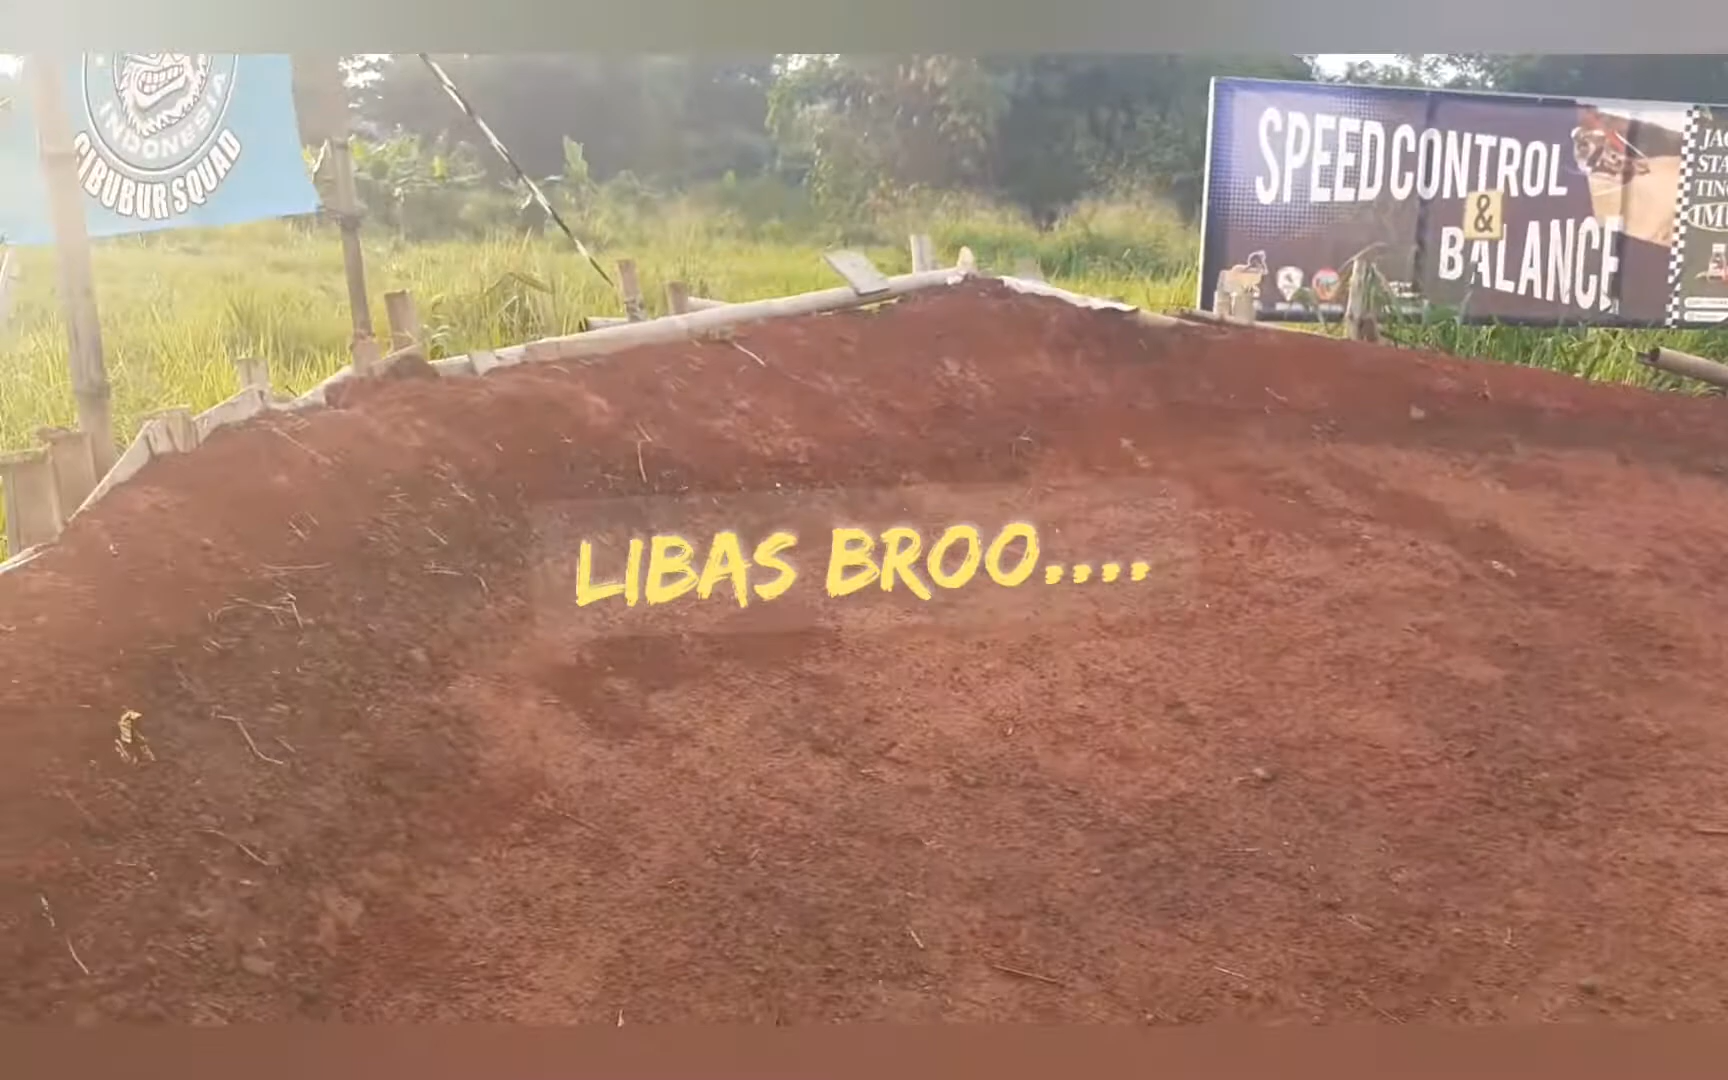 INDONESIA
CIBUBUR SQUAD
SPEED CONTROL
&
BALANCE
LIBAS BROO....